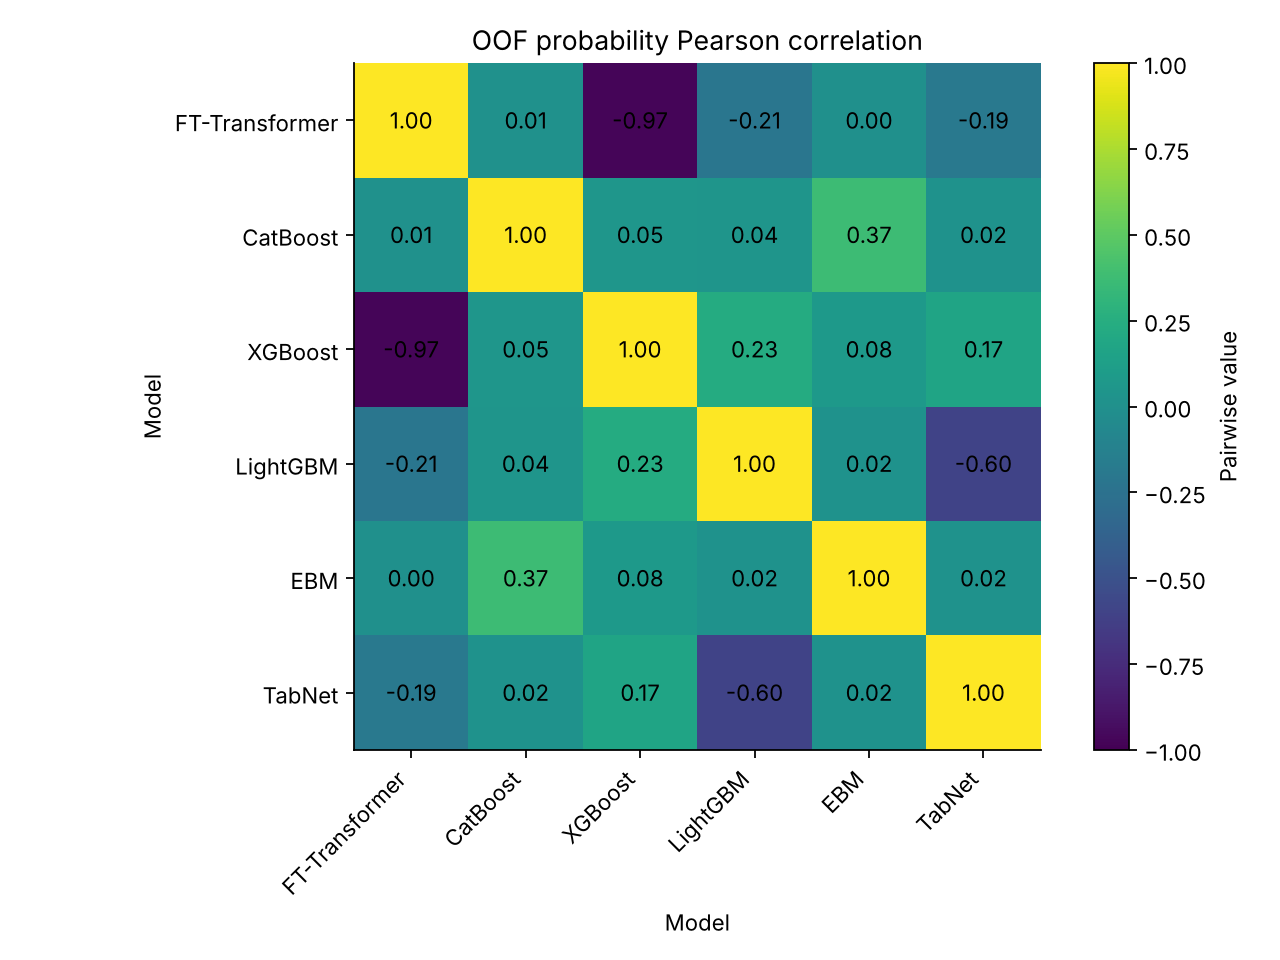 OOF probability Pearson correlation
FT-Transformer 1.00 0.01 −0.97 −0.21 0.00 −0.19
CatBoost 0.01 1.00 0.05 0.04 0.37 0.02
XGBoost −0.97 0.05 1.00 0.23 0.08 0.17
LightGBM −0.21 0.04 0.23 1.00 0.02 −0.60
EBM 0.00 0.37 0.08 0.02 1.00 0.02
TabNet −0.19 0.02 0.17 −0.60 0.02 1.00
Model
FT-Transformer
CatBoost
XGBoost
LightGBM
EBM
TabNet
Model
1.00
0.75
0.50
0.25
0.00
−0.25
−0.50
−0.75
−1.00
Pairwise value